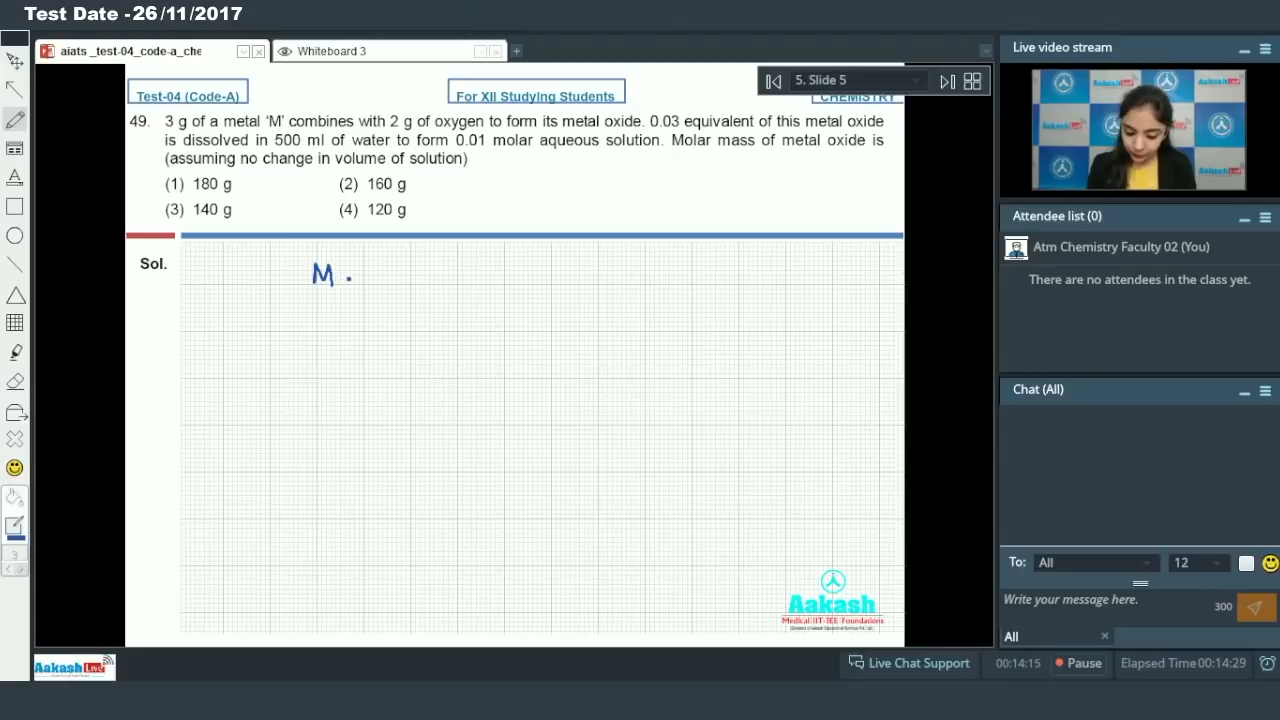 Test Date -26/11/2017
aiats _test-04_code-a_che
Whiteboard 3
Live video stream
5. Slide 5
Test-04 (Code-A)
For XII Studying Students
CHEMISTRY
49. 3 g of a metal ‘M’ combines with 2 g of oxygen to form its metal oxide. 0.03 equivalent of this metal oxide
is dissolved in 500 ml of water to form 0.01 molar aqueous solution. Molar mass of metal oxide is
(assuming no change in volume of solution)
(1) 180 g (2) 160 g
(3) 140 g (4) 120 g
Sol.
M .
Attendee list (0)
Atm Chemistry Faculty 02 (You)
There are no attendees in the class yet.
Chat (All)
To: All 12
Write your message here. 300
All
3
Aakash
Medical|IIT-JEE|Foundations
Aakash Live
Live Chat Support 00:14:15 Pause Elapsed Time 00:14:29